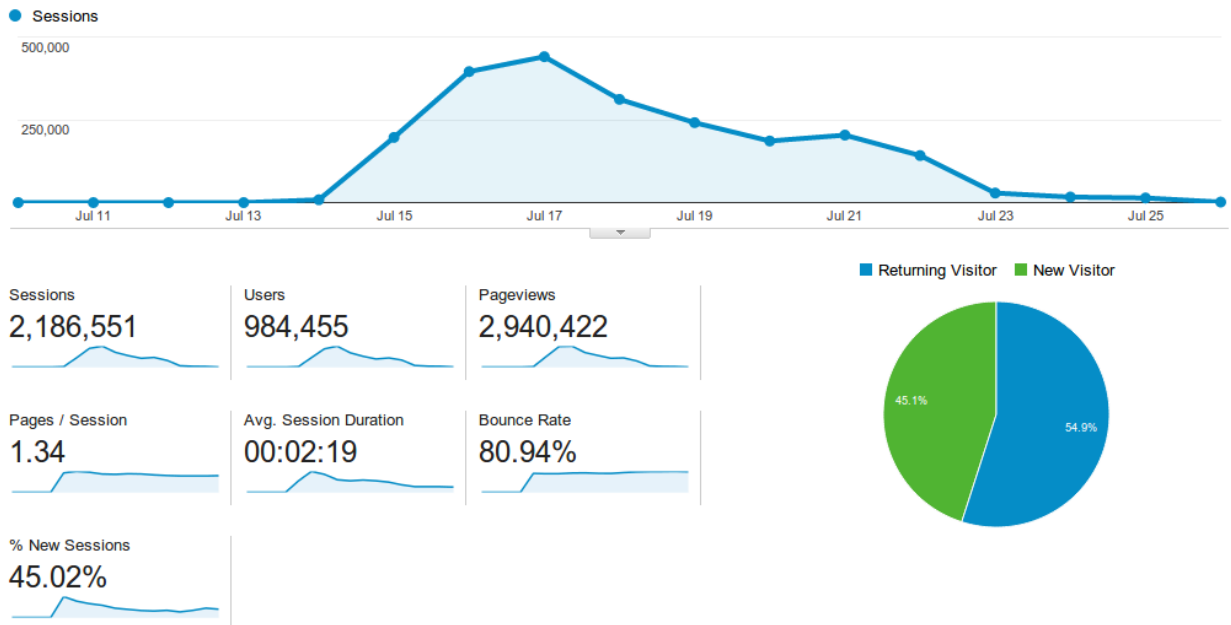 Sessions
500,000
250,000
Jul 11 Jul 13 Jul 15 Jul 17 Jul 19 Jul 21 Jul 23 Jul 25
Returning Visitor New Visitor
Sessions Users Pageviews
2,186,551 984,455 2,940,422
45.1%
54.9%
Pages / Session Avg. Session Duration Bounce Rate
1.34 00:02:19 80.94%
% New Sessions
45.02%